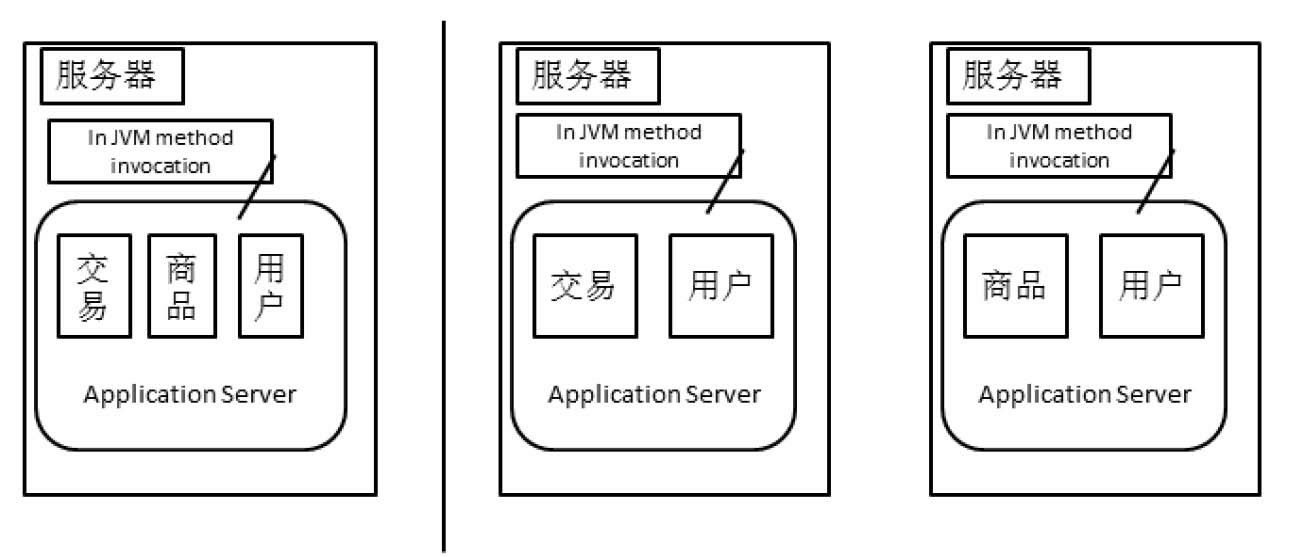 服务器
In JVM method
invocation
交易
商品
用户
Application Server
服务器
In JVM method
invocation
交易
用户
Application Server
服务器
In JVM method
invocation
商品
用户
Application Server